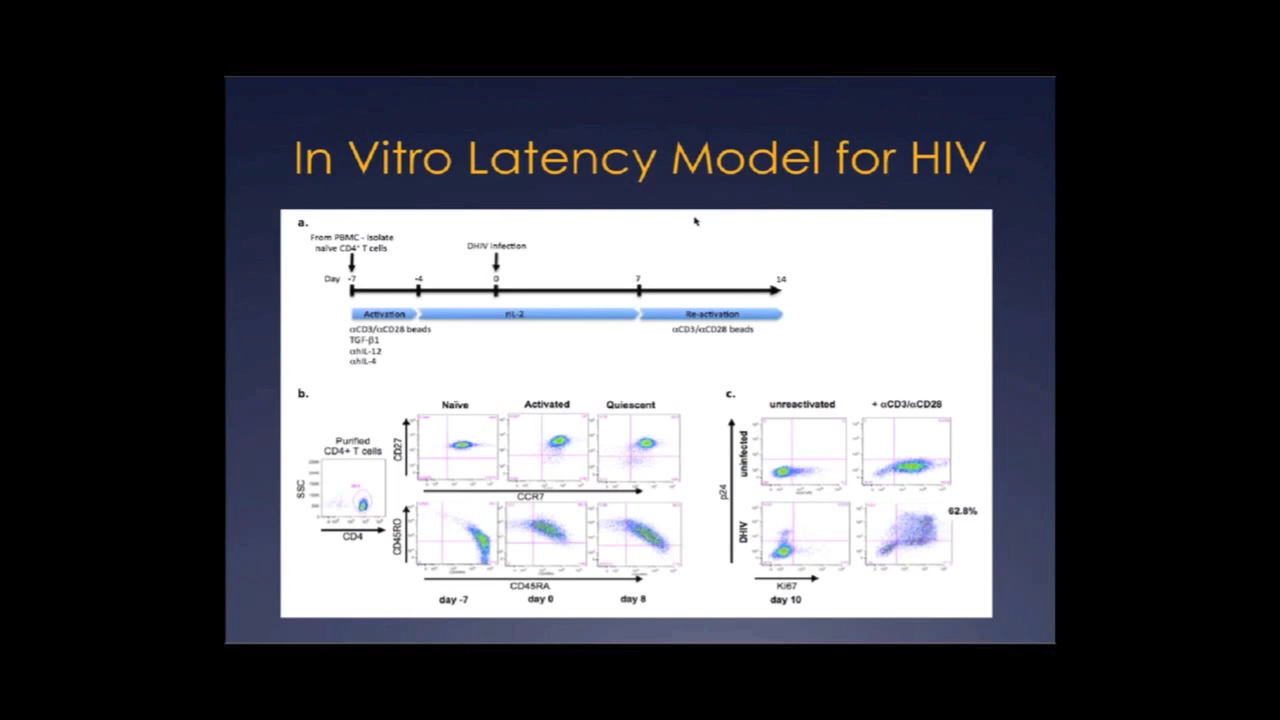 In Vitro Latency Model for HIV
a.
From PBMC - isolate
naïve CD4⁺ T cells
DHIV infection
Day -7 -4 0 7 14
Activation rIL-2 Re-activation
αCD3/αCD28 beads αCD3/αCD28 beads
TGF-β1
αhIL-12
αhIL-4
b.
Naïve Activated Quiescent
Purified
CD4+ T cells
SSC
CD4
CD27
CCR7
CD45RO
CD45RA
day -7 day 0 day 8
c.
unreactivated + αCD3/αCD28
p24
uninfected
DHIV
62.8%
Ki67
day 10